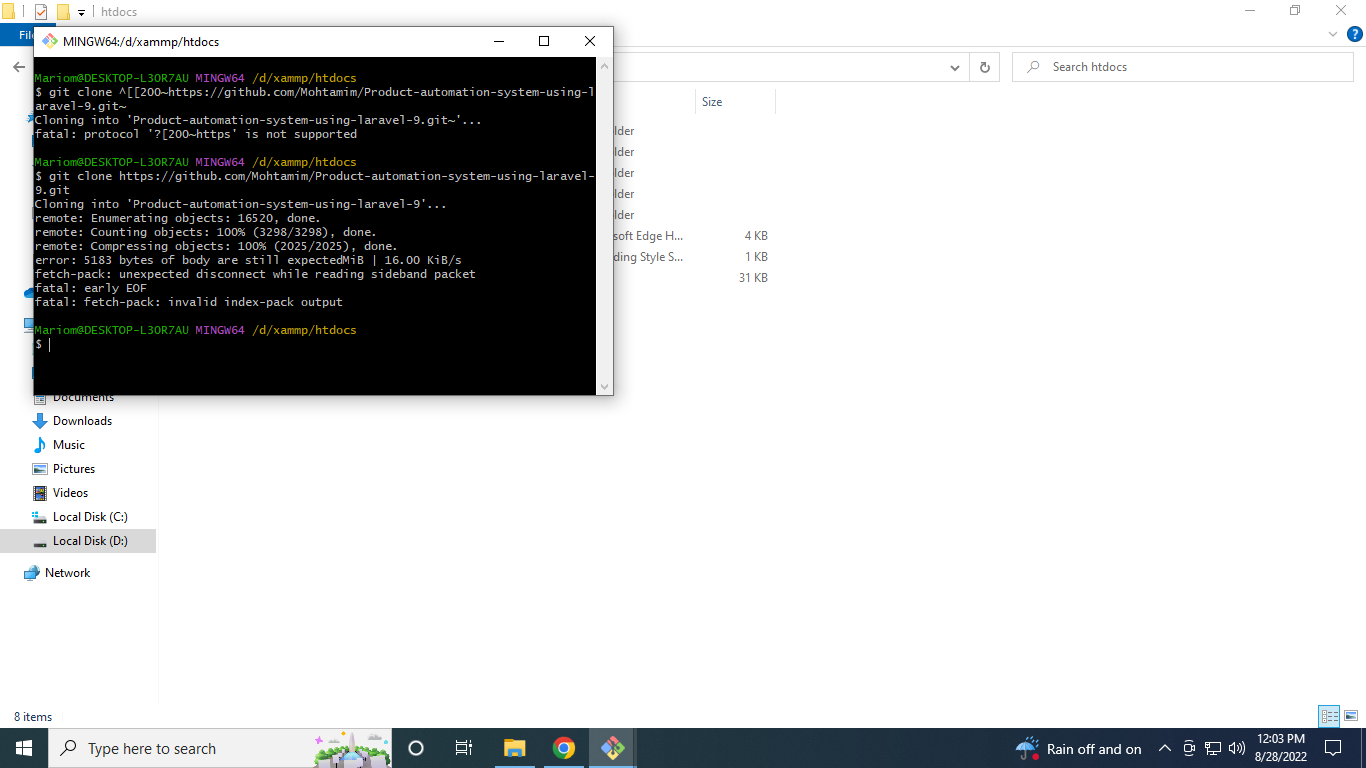 htdocs
File
MINGW64:/d/xammp/htdocs
Search htdocs
Size
Mariom@DESKTOP-L3OR7AU MINGW64 /d/xammp/htdocs
$ git clone ^[[200~https://github.com/Mohtamim/Product-automation-system-using-l
aravel-9.git~
Cloning into 'Product-automation-system-using-laravel-9.git~'...
fatal: protocol '?[200~https' is not supported
Mariom@DESKTOP-L3OR7AU MINGW64 /d/xammp/htdocs
$ git clone https://github.com/Mohtamim/Product-automation-system-using-laravel-
9.git
Cloning into 'Product-automation-system-using-laravel-9'...
remote: Enumerating objects: 16520, done.
remote: Counting objects: 100% (3298/3298), done.
remote: Compressing objects: 100% (2025/2025), done.
error: 5183 bytes of body are still expectedMiB | 16.00 KiB/s
fetch-pack: unexpected disconnect while reading sideband packet
fatal: early EOF
fatal: fetch-pack: invalid index-pack output
Mariom@DESKTOP-L3OR7AU MINGW64 /d/xammp/htdocs
$
lder
lder
lder
lder
lder
soft Edge H... 4 KB
ding Style S... 1 KB
31 KB
Documents
Downloads
Music
Pictures
Videos
Local Disk (C:)
Local Disk (D:)
Network
8 items
Type here to search
Rain off and on
12:03 PM
8/28/2022